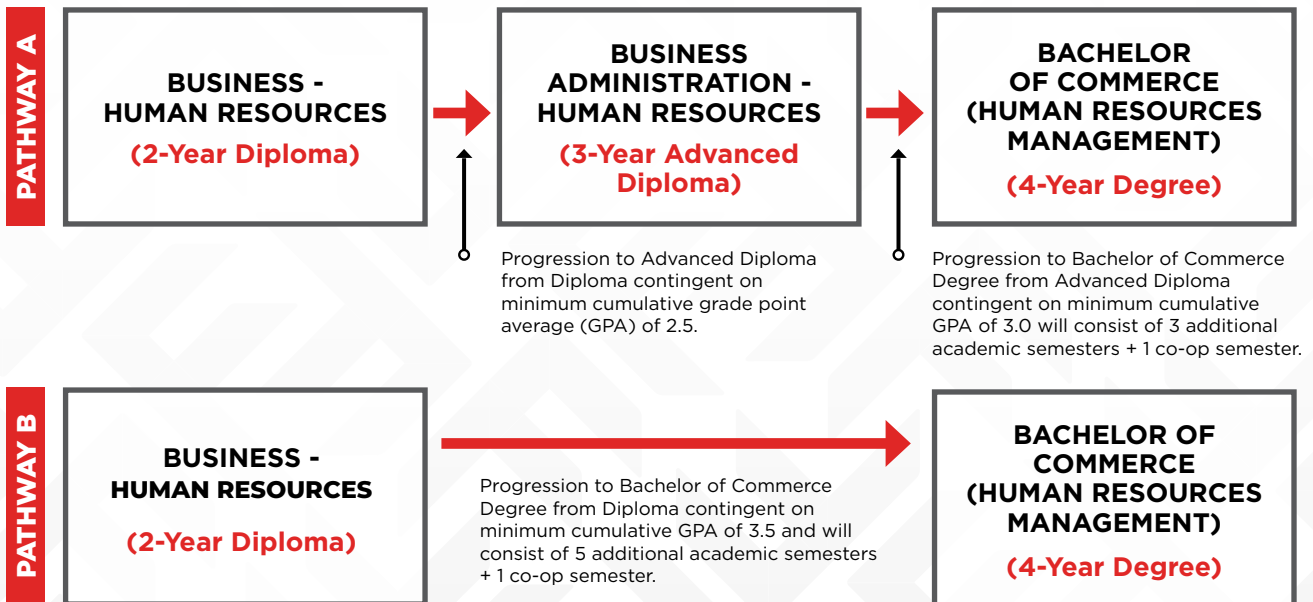 PATHWAY A
BUSINESS -
HUMAN RESOURCES
(2-Year Diploma)
BUSINESS
ADMINISTRATION -
HUMAN RESOURCES
(3-Year Advanced
Diploma)
BACHELOR
OF COMMERCE
(HUMAN RESOURCES
MANAGEMENT)
(4-Year Degree)
Progression to Advanced Diploma
from Diploma contingent on
minimum cumulative grade point
average (GPA) of 2.5.
Progression to Bachelor of Commerce
Degree from Advanced Diploma
contingent on minimum cumulative
GPA of 3.0 will consist of 3 additional
academic semesters + 1 co-op semester.
PATHWAY B
BUSINESS -
HUMAN RESOURCES
(2-Year Diploma)
Progression to Bachelor of Commerce
Degree from Diploma contingent on
minimum cumulative GPA of 3.5 and will
consist of 5 additional academic semesters
+ 1 co-op semester.
BACHELOR OF
COMMERCE
(HUMAN RESOURCES
MANAGEMENT)
(4-Year Degree)